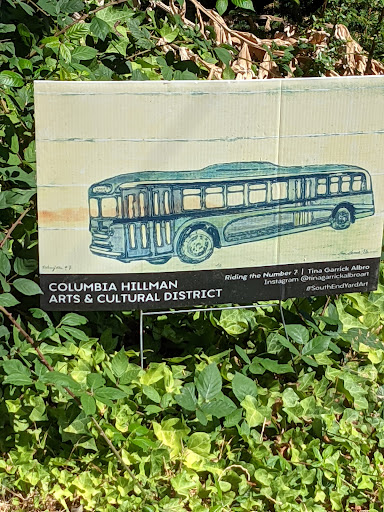 COLUMBIA HILLMAN
ARTS & CULTURAL DISTRICT
Riding the Number 7 | Tina Garrick Albro
Instagram @tinagarrickalbroart
#SouthEndYardArt